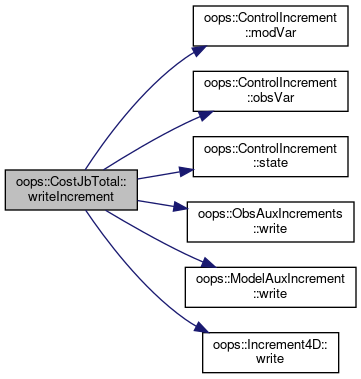 oops::ControlIncrement
::modVar
oops::ControlIncrement
::obsVar
oops::ControlIncrement
::state
oops::CostJbTotal::
writeIncrement
oops::ObsAuxIncrements
::write
oops::ModelAuxIncrement
::write
oops::Increment4D::
write